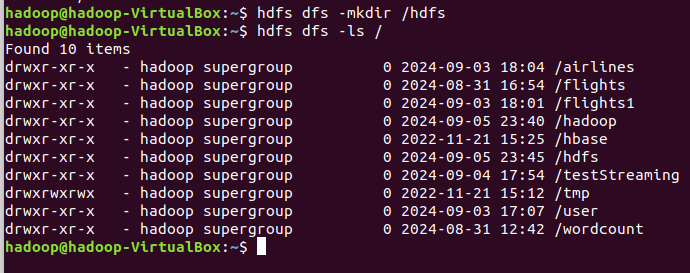 hadoop@hadoop-VirtualBox:~$ hdfs dfs -mkdir /hdfs
hadoop@hadoop-VirtualBox:~$ hdfs dfs -ls /
Found 10 items
drwxr-xr-x   - hadoop supergroup          0 2024-09-03 18:04 /airlines
drwxr-xr-x   - hadoop supergroup          0 2024-08-31 16:54 /flights
drwxr-xr-x   - hadoop supergroup          0 2024-09-03 18:01 /flights1
drwxr-xr-x   - hadoop supergroup          0 2024-09-05 23:40 /hadoop
drwxr-xr-x   - hadoop supergroup          0 2022-11-21 15:25 /hbase
drwxr-xr-x   - hadoop supergroup          0 2024-09-05 23:45 /hdfs
drwxr-xr-x   - hadoop supergroup          0 2024-09-04 17:54 /testStreaming
drwxrwxrwx   - hadoop supergroup          0 2022-11-21 15:12 /tmp
drwxr-xr-x   - hadoop supergroup          0 2024-09-03 17:07 /user
drwxr-xr-x   - hadoop supergroup          0 2024-08-31 12:42 /wordcount
hadoop@hadoop-VirtualBox:~$